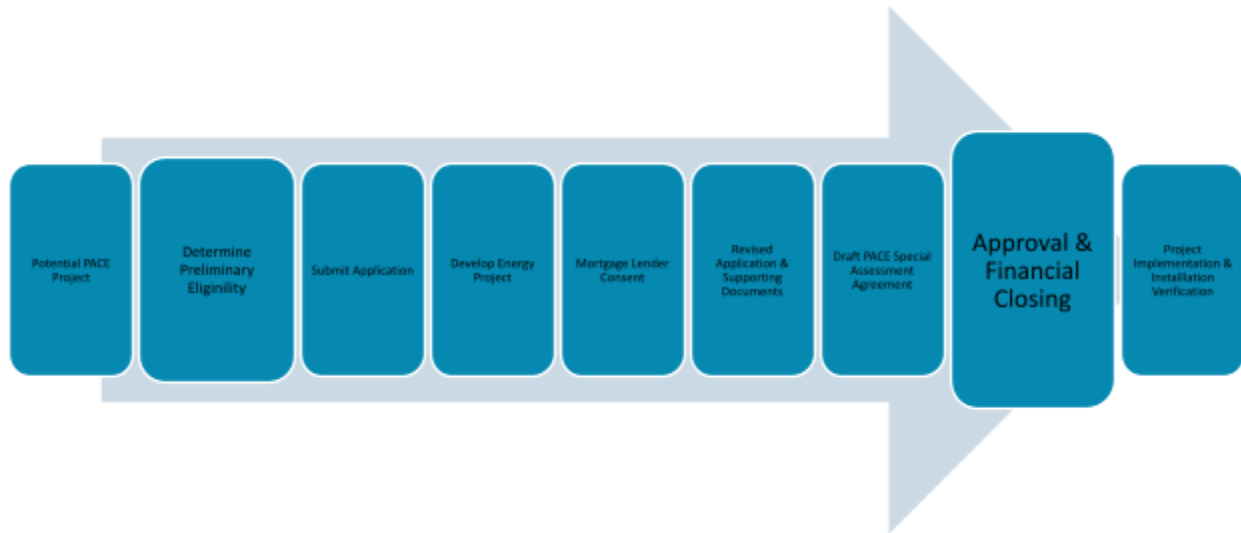 Potential PACE
Project
Determine
Preliminary
Eliginility
Submit Application
Develop Energy
Project
Mortgage Lender
Consent
Revised
Application &
Supporting
Documents
Draft PACE Special
Assessment
Agreement
Approval &
Financial
Closing
Project
Implementation &
Installation
Verification